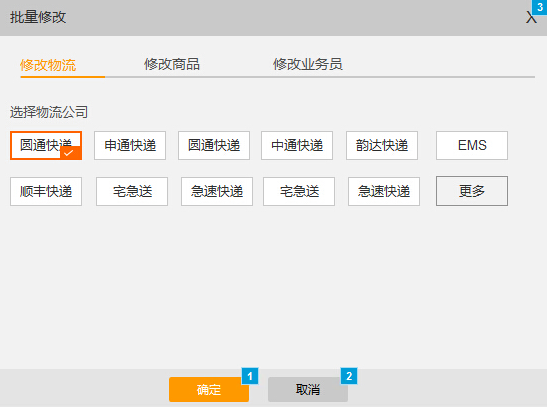 批量修改 X 3
修改物流 修改商品 修改业务员
选择物流公司
圆通快递 申通快递 圆通快递 中通快递 韵达快递 EMS
顺丰快递 宅急送 急速快递 宅急送 急速快递 更多
确定 1 取消 2